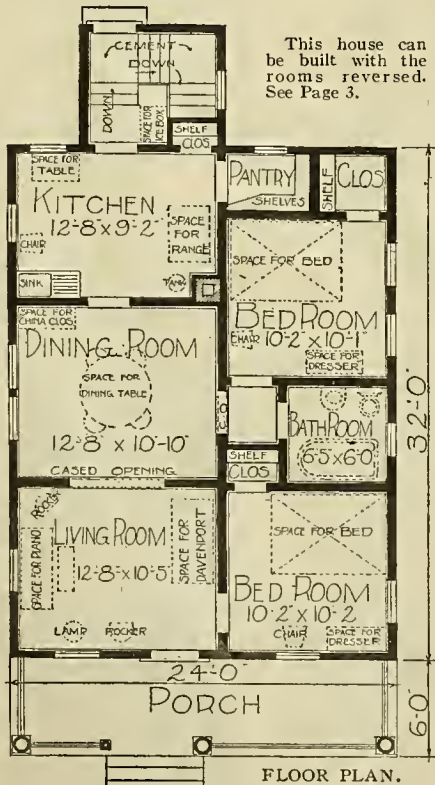 This house can
be built with the
rooms reversed.
See Page 3.
CEMENT
DOWN
DOWN
SPACE FOR
ICE BOX
SHELF
CLOS
SPACE FOR
TABLE
KITCHEN
12'-8" x 9'-2"
SPACE
FOR
RANGE
CHAIR
SINK
TANK
PANTRY
SHELVES
SHELF
CLOS
SPACE FOR BED
BED ROOM
CHAIR 10'-2" x 10'-1"
SPACE FOR
DRESSER
SPACE FOR
CHINA CLOS.
DINING ROOM
SPACE FOR
DINING TABLE
12'-8" x 10'-10"
CASED OPENING
CLO
BATH ROOM
6'-5" x 6'-0"
SHELF
CLOS
LIVING ROOM
12'-8" x 10'-5"
SPACE FOR PIANO
ROCKER
SPACE FOR
DAVENPORT
LAMP
ROCKER
SPACE FOR BED
BED ROOM
10'-2" x 10'-2"
CHAIR
SPACE FOR
DRESSER
32'-0"
24'-0"
PORCH
6'-0"
FLOOR PLAN.